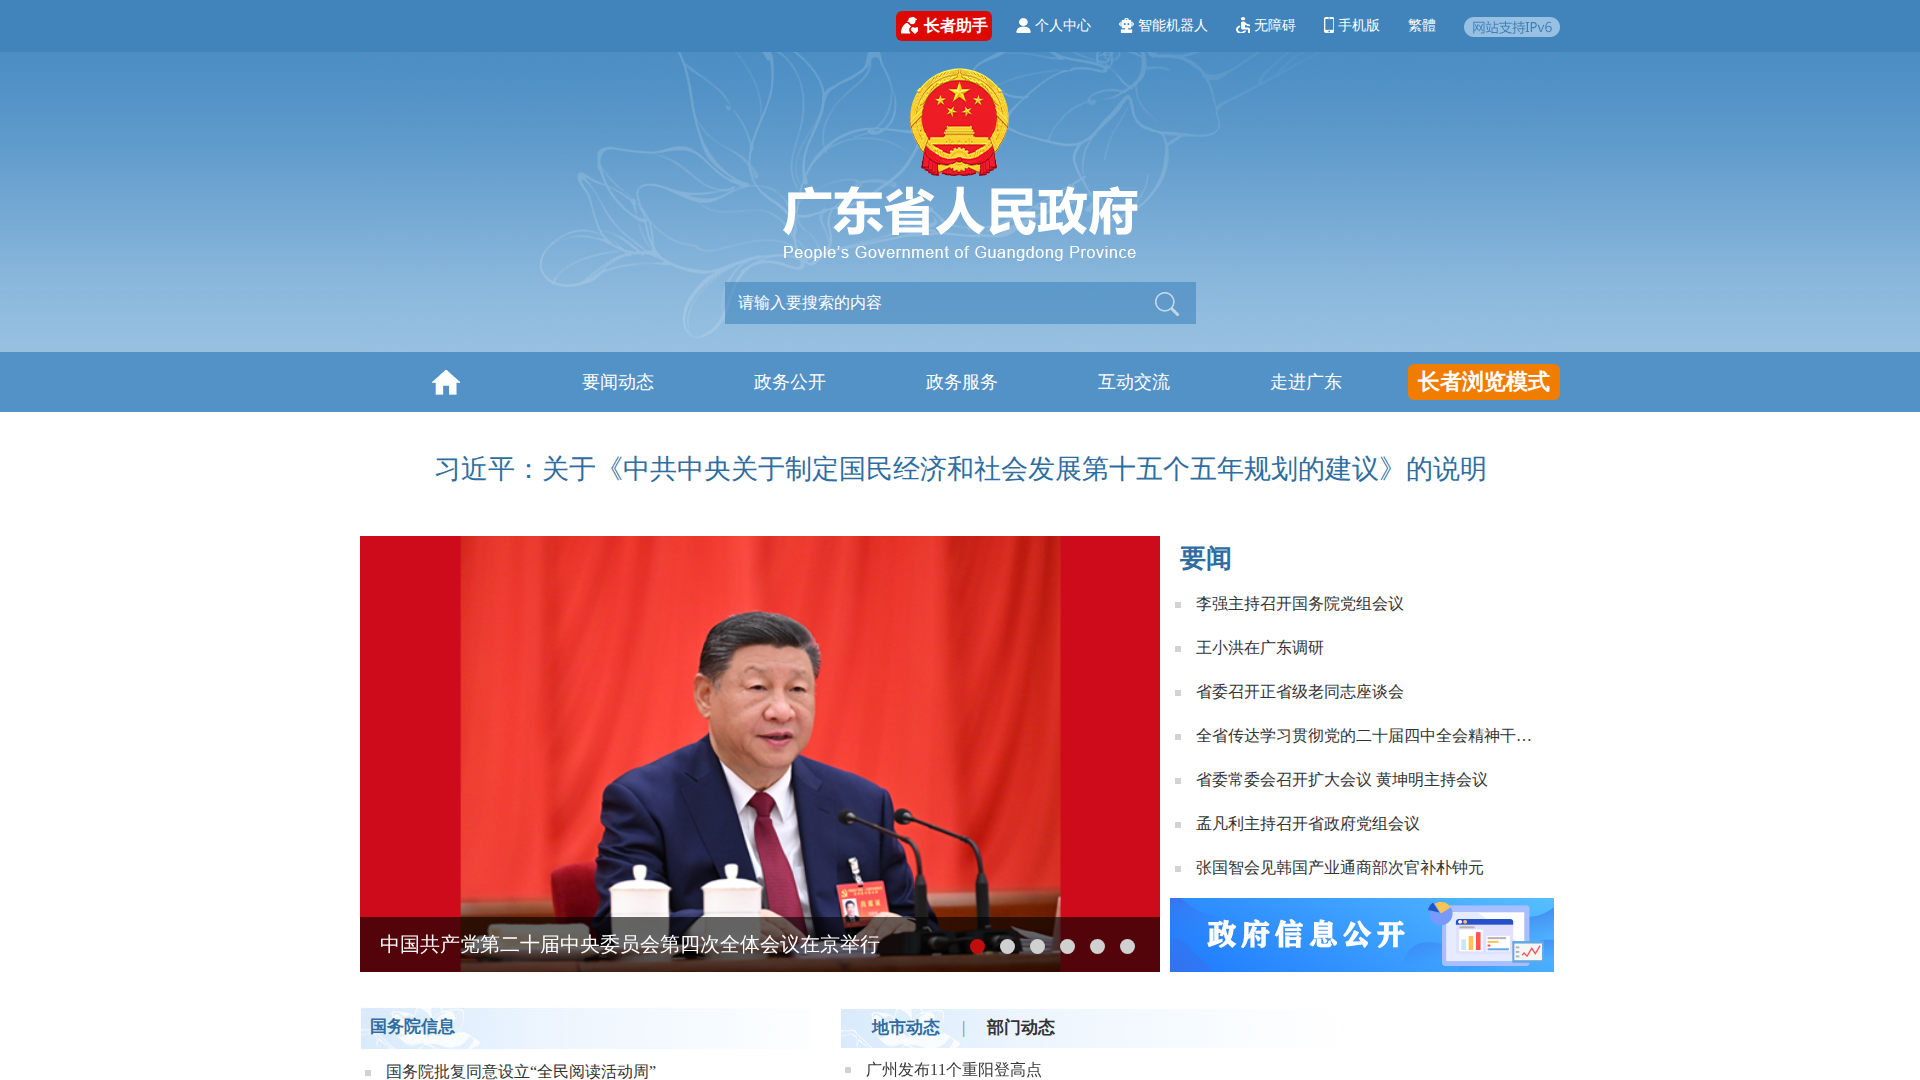 长者助手 个人中心 智能机器人 无障碍 手机版 繁體 网站支持IPv6
广东省人民政府
People's Government of Guangdong Province
请输入要搜索的内容
要闻动态 政务公开 政务服务 互动交流 走进广东 长者浏览模式
习近平：关于《中共中央关于制定国民经济和社会发展第十五个五年规划的建议》的说明
中国共产党第二十届中央委员会第四次全体会议在京举行
要闻
李强主持召开国务院党组会议
王小洪在广东调研
省委召开正省级老同志座谈会
全省传达学习贯彻党的二十届四中全会精神干…
省委常委会召开扩大会议 黄坤明主持会议
孟凡利主持召开省政府党组会议
张国智会见韩国产业通商部次官补朴钟元
政府信息公开
国务院信息
国务院批复同意设立“全民阅读活动周”
地市动态 | 部门动态
广州发布11个重阳登高点